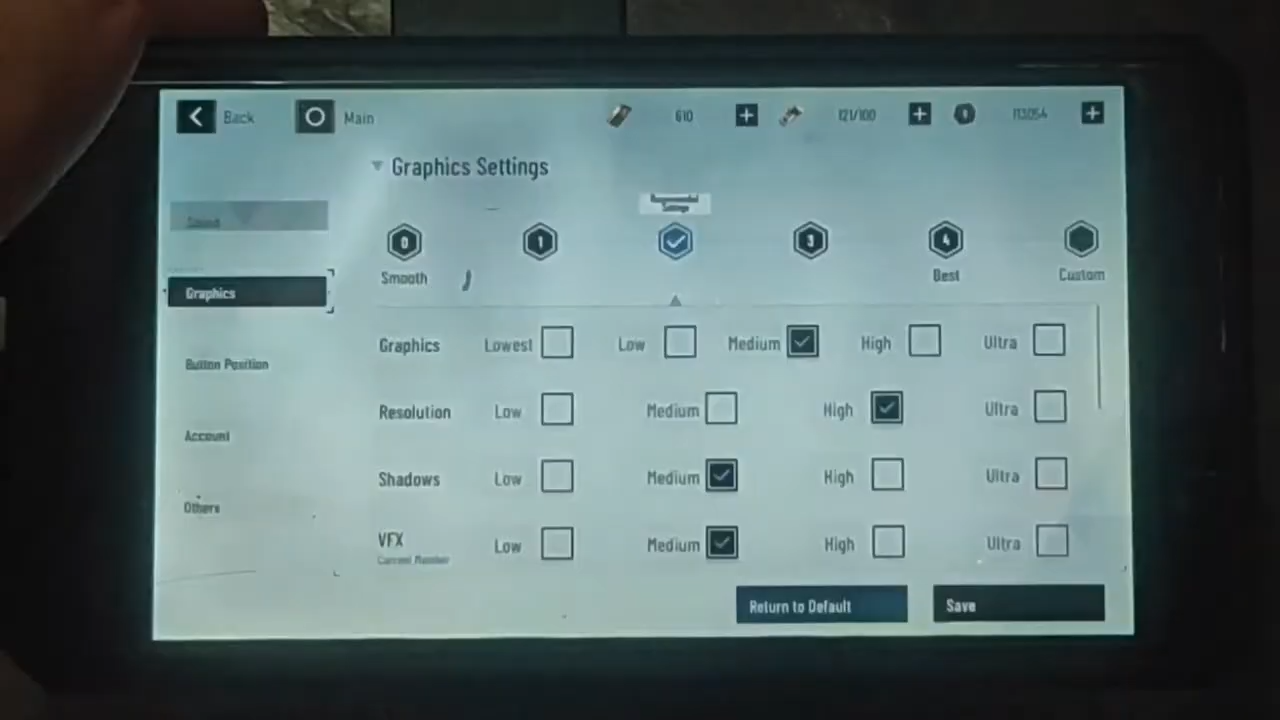 Back
Main
610
121/100
113054
Graphics Settings
Sound
0
1
3
4
Smooth
Best
Custom
Graphics
Button Position
Account
Others
Graphics Lowest Low Medium High Ultra
Resolution Low Medium High Ultra
Shadows Low Medium High Ultra
VFX Low Medium High Ultra
Return to Default
Save